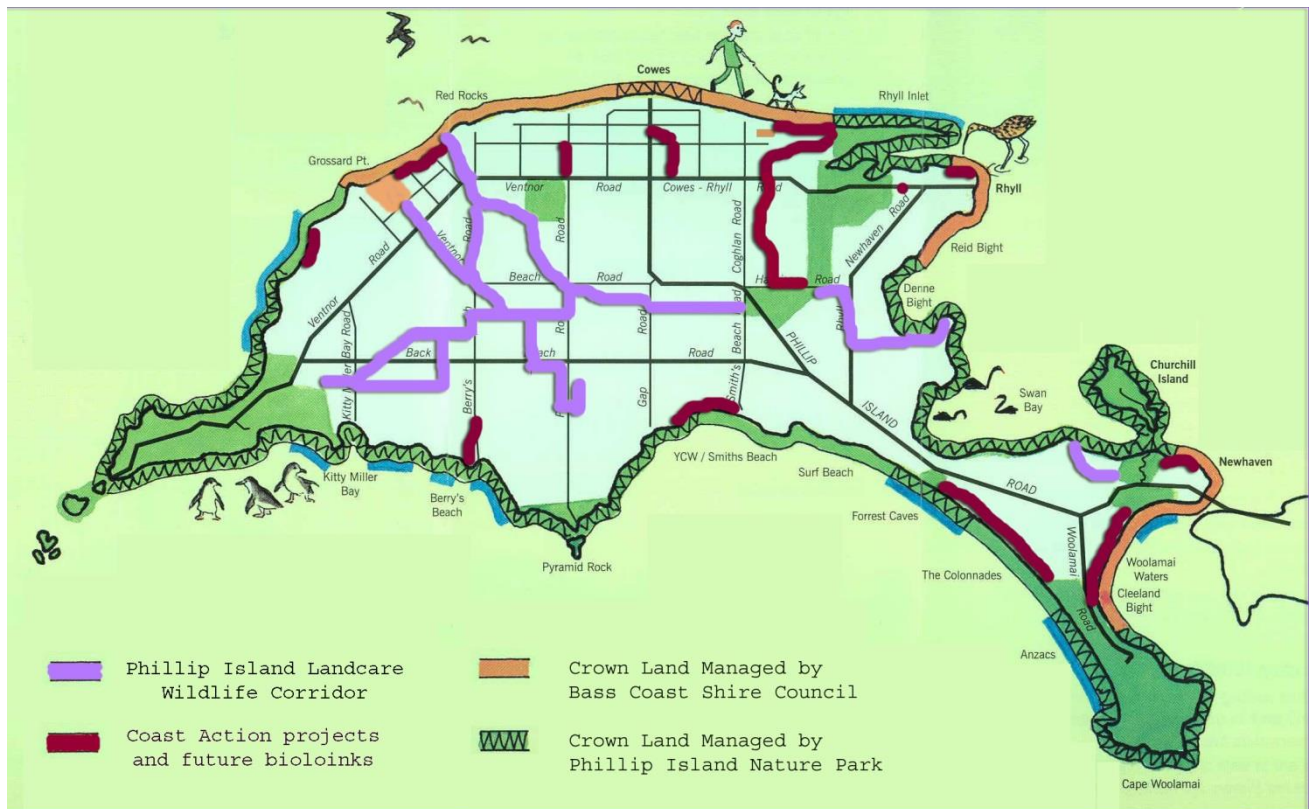 Cowes
Red Rocks
Rhyll Inlet
Grossard Pt.
Ventnor Road Cowes - Rhyll Road
Rhyll
Road
Newhaven
Reid Bight
Coghlan Road
Road
Road
Ventnor
Road
Beach Road
Road
Denne
Bight
Ventnor
Rhyll
PHILLIP
ISLAND
ROAD
Kitty Miller Bay Road
Back Road
Berry's
Gap
Smith's Beach
Churchill
Island
Swan
Bay
Newhaven
YCW / Smiths Beach
Surf Beach
Kitty Miller
Bay
Berry's
Beach
Forrest Caves
Pyramid Rock
The Colonnades
Woolamai
Road
Woolamai
Waters
Cleeland
Bight
Anzacs
Cape Woolamai
Phillip Island Landcare
Wildlife Corridor
Coast Action projects
and future bioloinks
Crown Land Managed by
Bass Coast Shire Council
Crown Land Managed by
Phillip Island Nature Park